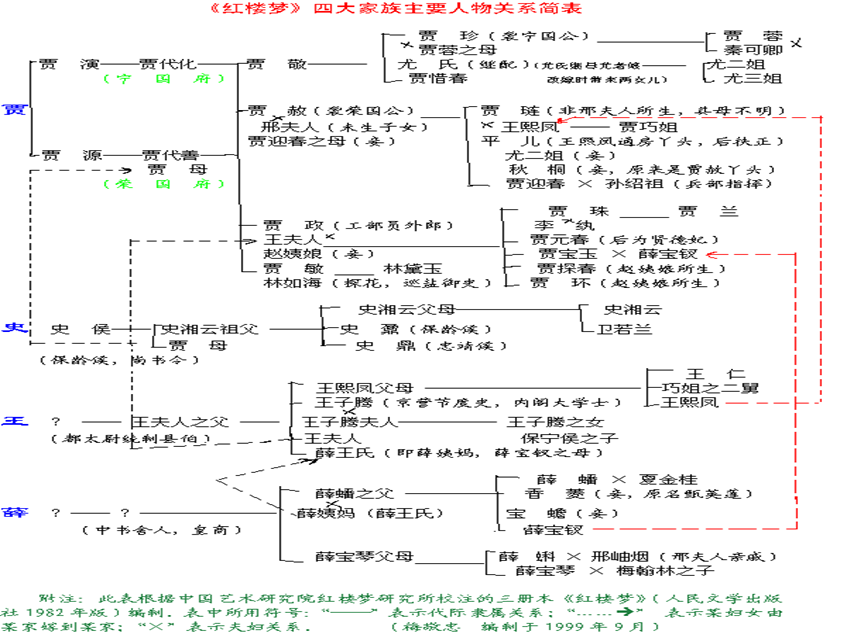 《红楼梦》四大家族主要人物关系简表
贾 珍（袭宁国公） 贾 蓉
× 贾蓉之母 秦可卿 ×
贾 演 贾代化 贾 敬 尤 氏（继配）（尤氏继母尤老娘 尤二姐
（宁 国 府） 贾惜春 改嫁时带来两女儿） 尤三姐
贾
贾 赦（袭荣国公） 贾 琏（非邢夫人所生，其母不明）
× 邢夫人（未生子女） × 王熙凤 贾巧姐
贾迎春之母（妾） 平 儿（王熙凤通房丫头，后扶正）
贾 源 贾代善 尤二姐（妾）
贾 母 秋 桐（妾，原来是贾赦丫头）
（荣 国 府） 贾迎春 × 孙绍祖（兵部指挥）
贾 珠 贾 兰
贾 政（工部员外郎） 李 纨 ×
王夫人 × 贾元春（后为贤德妃）
赵姨娘（妾） 贾宝玉 × 薛宝钗
贾 敏 林黛玉 贾探春（赵姨娘所生）
林如海（探花，巡盐御史） 贾 环（赵姨娘所生）
史湘云父母 史湘云
史 史 侯 史湘云祖父 史 鼐（保龄侯） 卫若兰
贾 母 史 鼎（忠靖侯）
（保龄侯，尚书令）
王 仁
王熙凤父母 巧姐之二舅
王子腾（京营节度史，内阁大学士） 王熙凤
×
王 ? 王夫人之父 王子腾夫人 王子腾之女
（都太尉统制县伯） 王夫人 保宁侯之子
薛王氏（即薛姨妈，薛宝钗之母）
薛 蟠 × 夏金桂
薛蟠之父 香 菱（妾，原名甄英莲）
×
薛 ? ? 薛姨妈（薛王氏） 宝 蟾（妾）
（中书舍人，皇商） 薛宝钗
薛宝琴父母 薛 蝌 × 邢岫烟（邢夫人亲戚）
薛宝琴 × 梅翰林之子
附注：此表根据中国艺术研究院红楼梦研究所校注的三册本《红楼梦》（人民文学出版
社1982年版）编制．表中所用符号：“——”表示代际隶属关系；“……➔” 表示某妇女由
某家嫁到某家；“×”表示夫妇关系． （梅敬忠 编制于1999年9月）